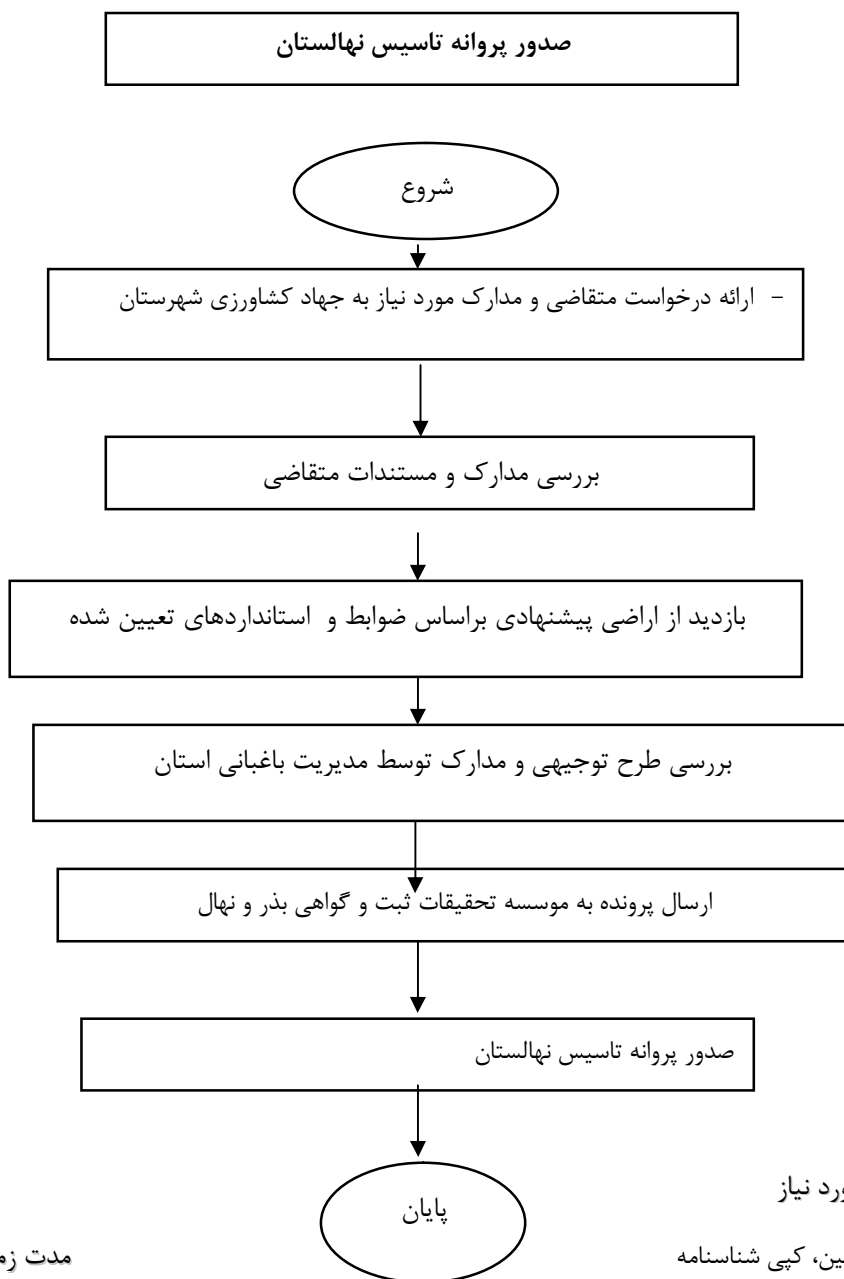 صدور پروانه تاسیس نهالستان
شروع
- ارائه درخواست متقاضی و مدارک مورد نیاز به جهاد کشاورزی شهرستان
بررسی مدارک و مستندات متقاضی
بازدید از اراضی پیشنهادی براساس ضوابط و استانداردهای تعیین شده
بررسی طرح توجیهی و مدارک توسط مدیریت باغبانی استان
ارسال پرونده به موسسه تحقیقات ثبت و گواهی بذر و نهال
صدور پروانه تاسیس نهالستان
پایان
نیاز
کپی شناسنامه
مدت